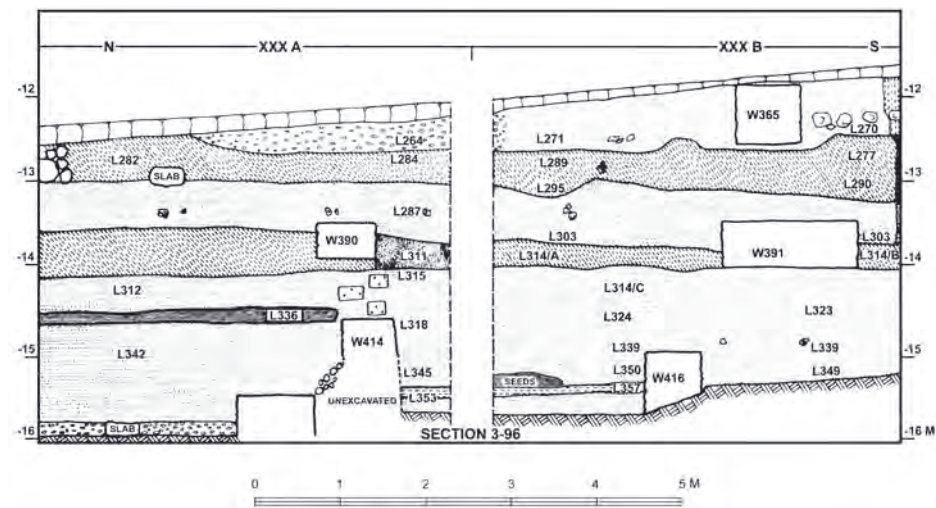 N XXX A XXX B S
-12 -12
W365
L264 L271 L270
L282 L284 L289 L277
-13 SLAB L295 L290 -13
L287
W390 L303 L303
L311 L314/A W391 L314/B
-14 -14
L315
L312 L314/C
L336 L318 L324 L323
W414
L342 L339 L339
-15 -15
L345 L350 W416 L349
SEEDS L357
UNEXCAVATED L353
SLAB
-16 SECTION 3-96 -16 M
0 1 2 3 4 5 M